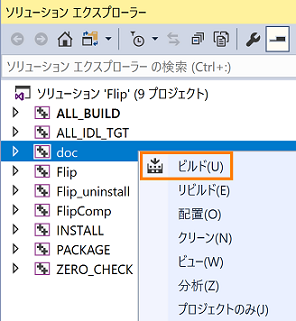 ソリューション エクスプローラー
ソリューション エクスプローラー の検索 (Ctrl+:)
ソリューション 'Flip' (9 プロジェクト)
ALL_BUILD
ALL_IDL_TGT
doc
Flip
Flip_uninstall
FlipComp
INSTALL
PACKAGE
ZERO_CHECK
ビルド(U)
リビルド(E)
配置(O)
クリーン(N)
ビュー(W)
分析(Z)
プロジェクトのみ(J)